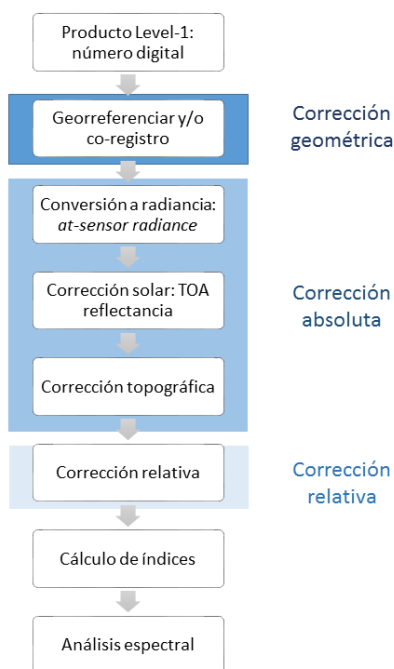 Producto Level-1:
número digital
Georreferenciar y/o
co-registro
Corrección
geométrica
Conversión a radiancia:
at-sensor radiance
Corrección solar: TOA
reflectancia
Corrección
absoluta
Corrección topográfica
Corrección relativa
Corrección
relativa
Cálculo de índices
Análisis espectral